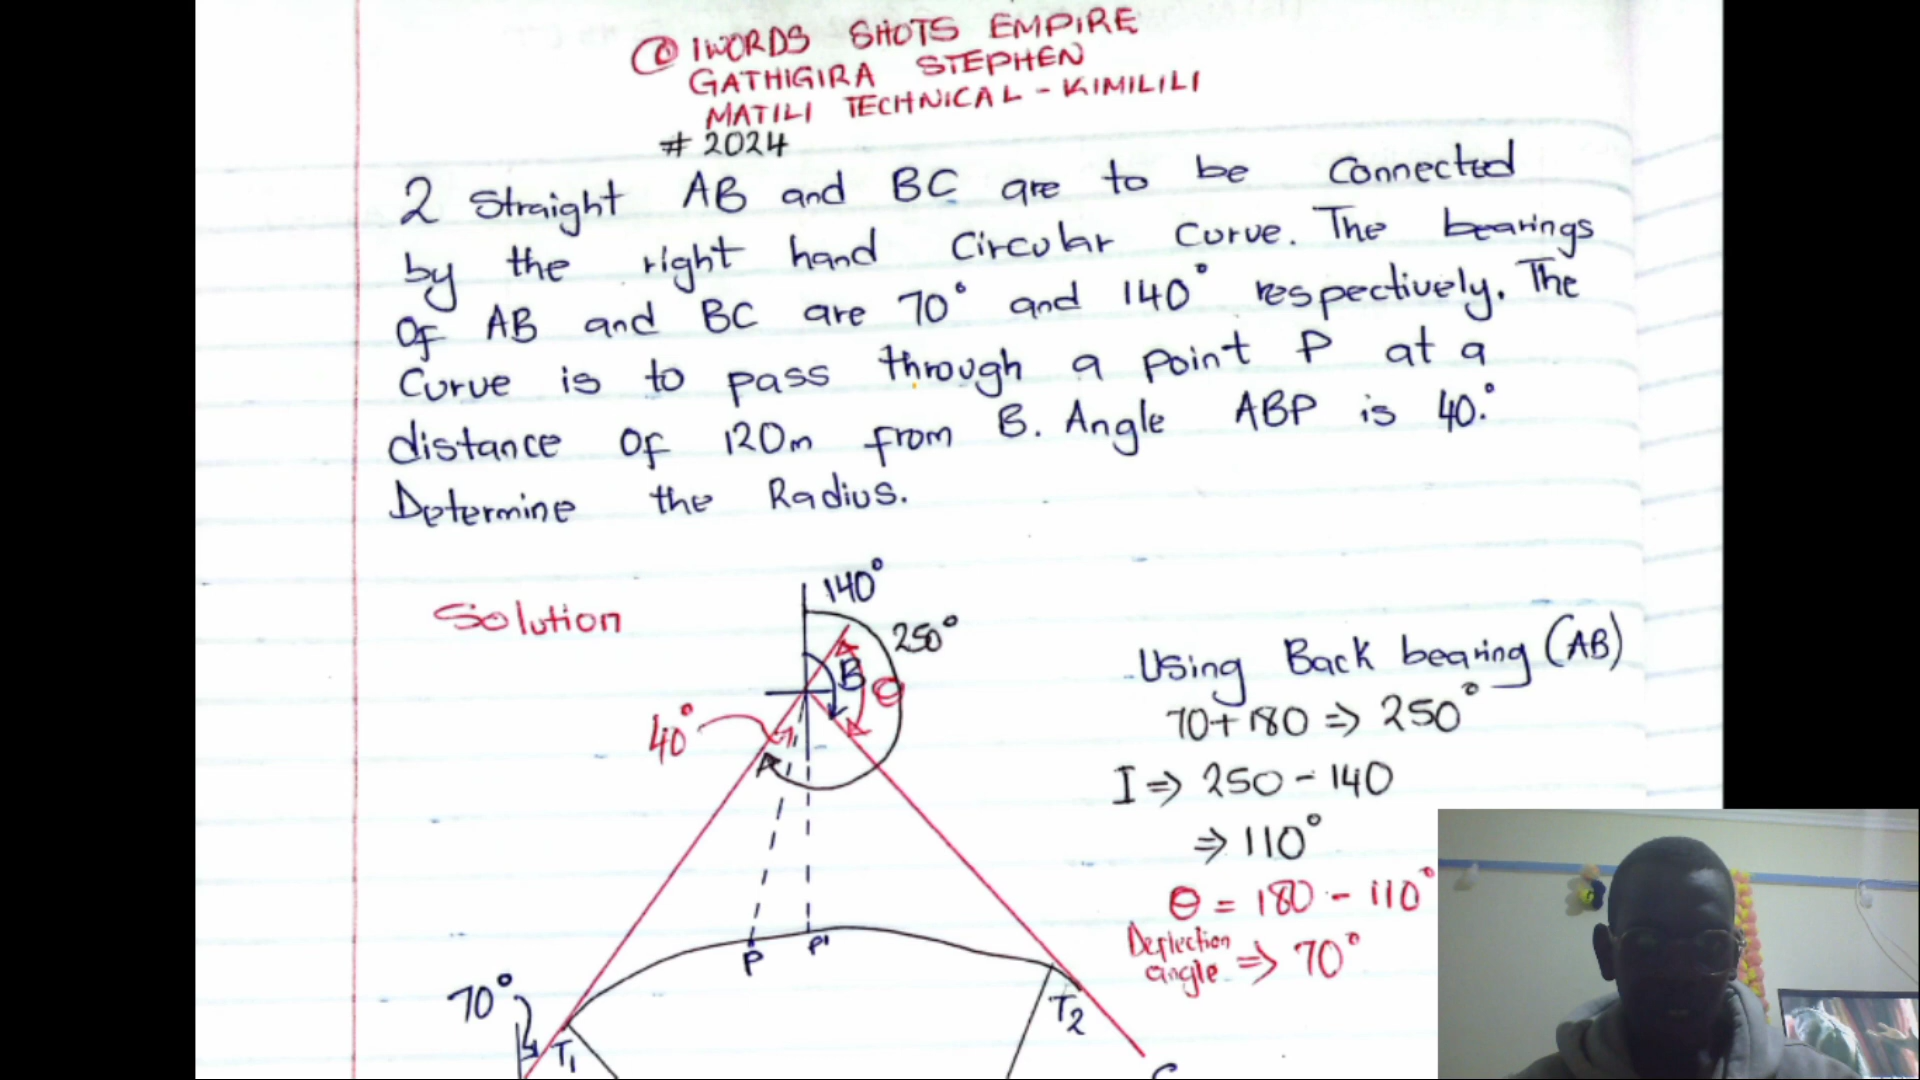 © IWORDS SHOTS EMPIRE
GATHIGIRA STEPHEN
MATILI TECHNICAL - KIMILILI
# 2024
2 Straight AB and BC are to be Connected
by the right hand Circular Curve. The bearings
Of AB and BC are 70° and 140° respectively. The
Curve is to pass through a point P at a
distance Of 120m from B. Angle ABP is 40.°
Determine the Radius.
Solution
140°
250°
B
θ
40°
P
P'
70°
T1
T2
C
Using Back bearing (AB)
70+180 ⇒ 250°
I ⇒ 250 - 140
⇒ 110°
θ = 180 - 110°
Deflection angle ⇒ 70°